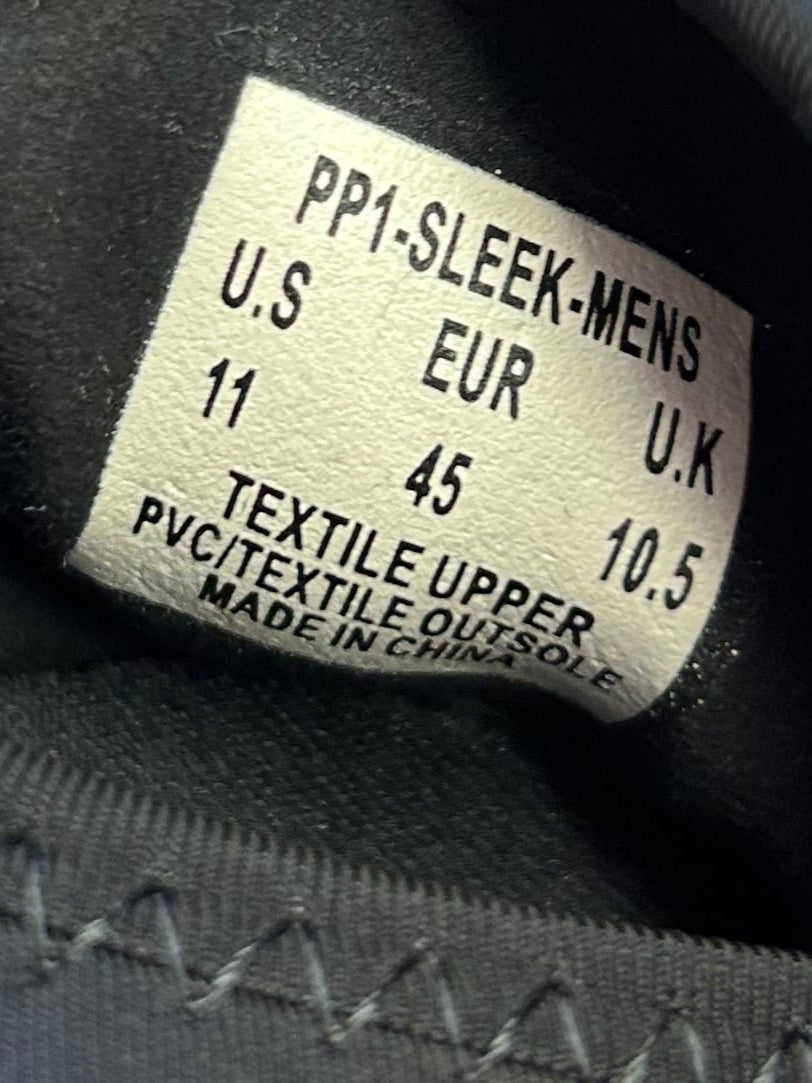 PP1-SLEEK-MENS
U.S EUR U.K
11 45 10.5
TEXTILE UPPER
PVC/TEXTILE OUTSOLE
MADE IN CHINA